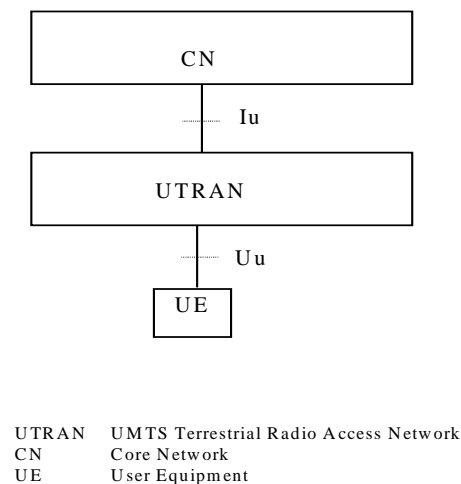 CN
Iu
UTRAN
Uu
UE
UTRAN UMTS Terrestrial Radio Access Network
CN Core Network
UE User Equipment